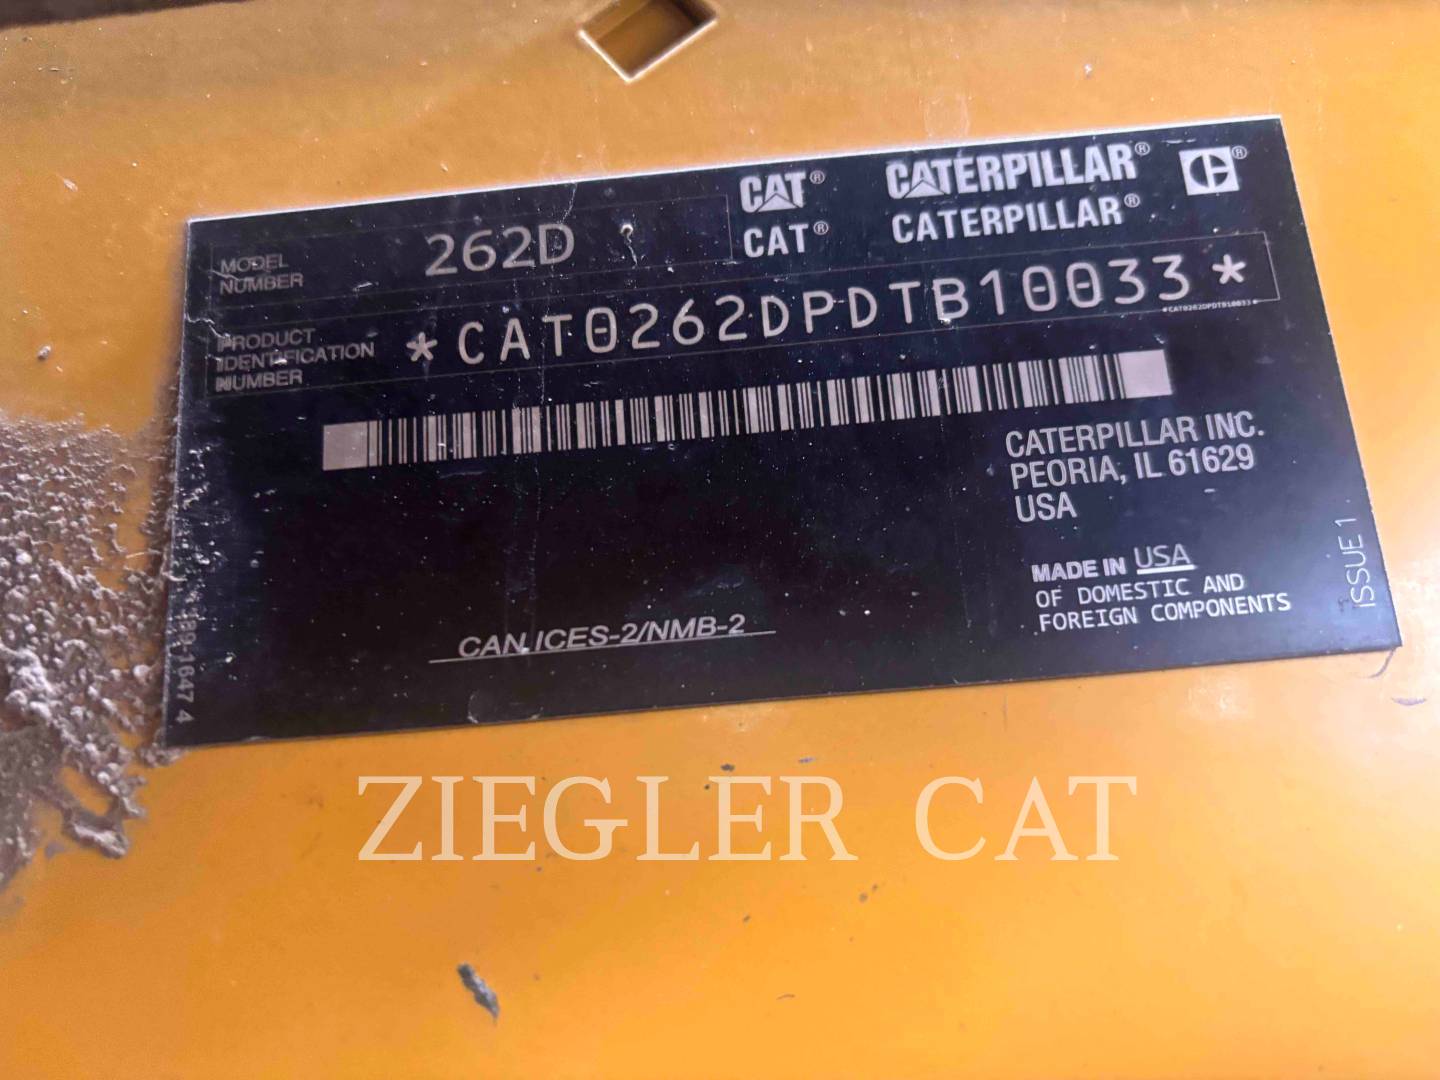 CAT® CATERPILLAR® C®
CAT® CATERPILLAR®
MODEL NUMBER 262D
PRODUCT IDENTIFICATION NUMBER *CAT0262DPDTB10033*
*CAT0262DPDTB10033*
CATERPILLAR INC.
PEORIA, IL 61629
USA
MADE IN USA
OF DOMESTIC AND
FOREIGN COMPONENTS
ISSUE 1
CAN ICES-2/NMB-2
ZIEGLER CAT